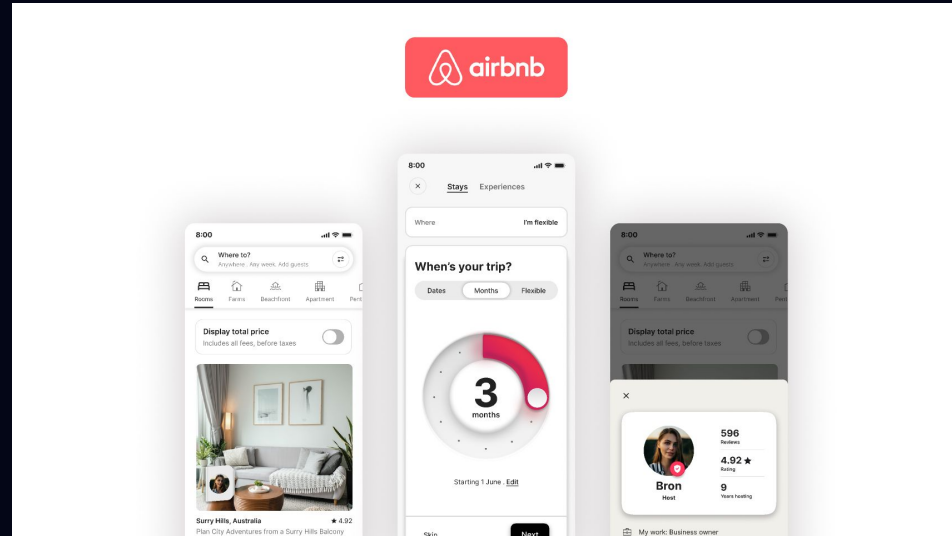 airbnb
8:00
Where to?
Anywhere . Any week. Add guests
Rooms Farms Beachfront Apartment Pent
Display total price
Includes all fees, before taxes
Surry Hills, Australia ★ 4.92
Plan City Adventures from a Surry Hills Balcony
8:00
Stays Experiences
Where I'm flexible
When's your trip?
Dates Months Flexible
3
months
Starting 1 June . Edit
Skip Next
8:00
Where to?
Anywhere . Any week. Add guests
Rooms Farms Beachfront Apartment Pent
Display total price
Includes all fees, before taxes
596
Reviews
4.92 ★
Rating
9
Years hosting
Bron
Host
My work: Business owner